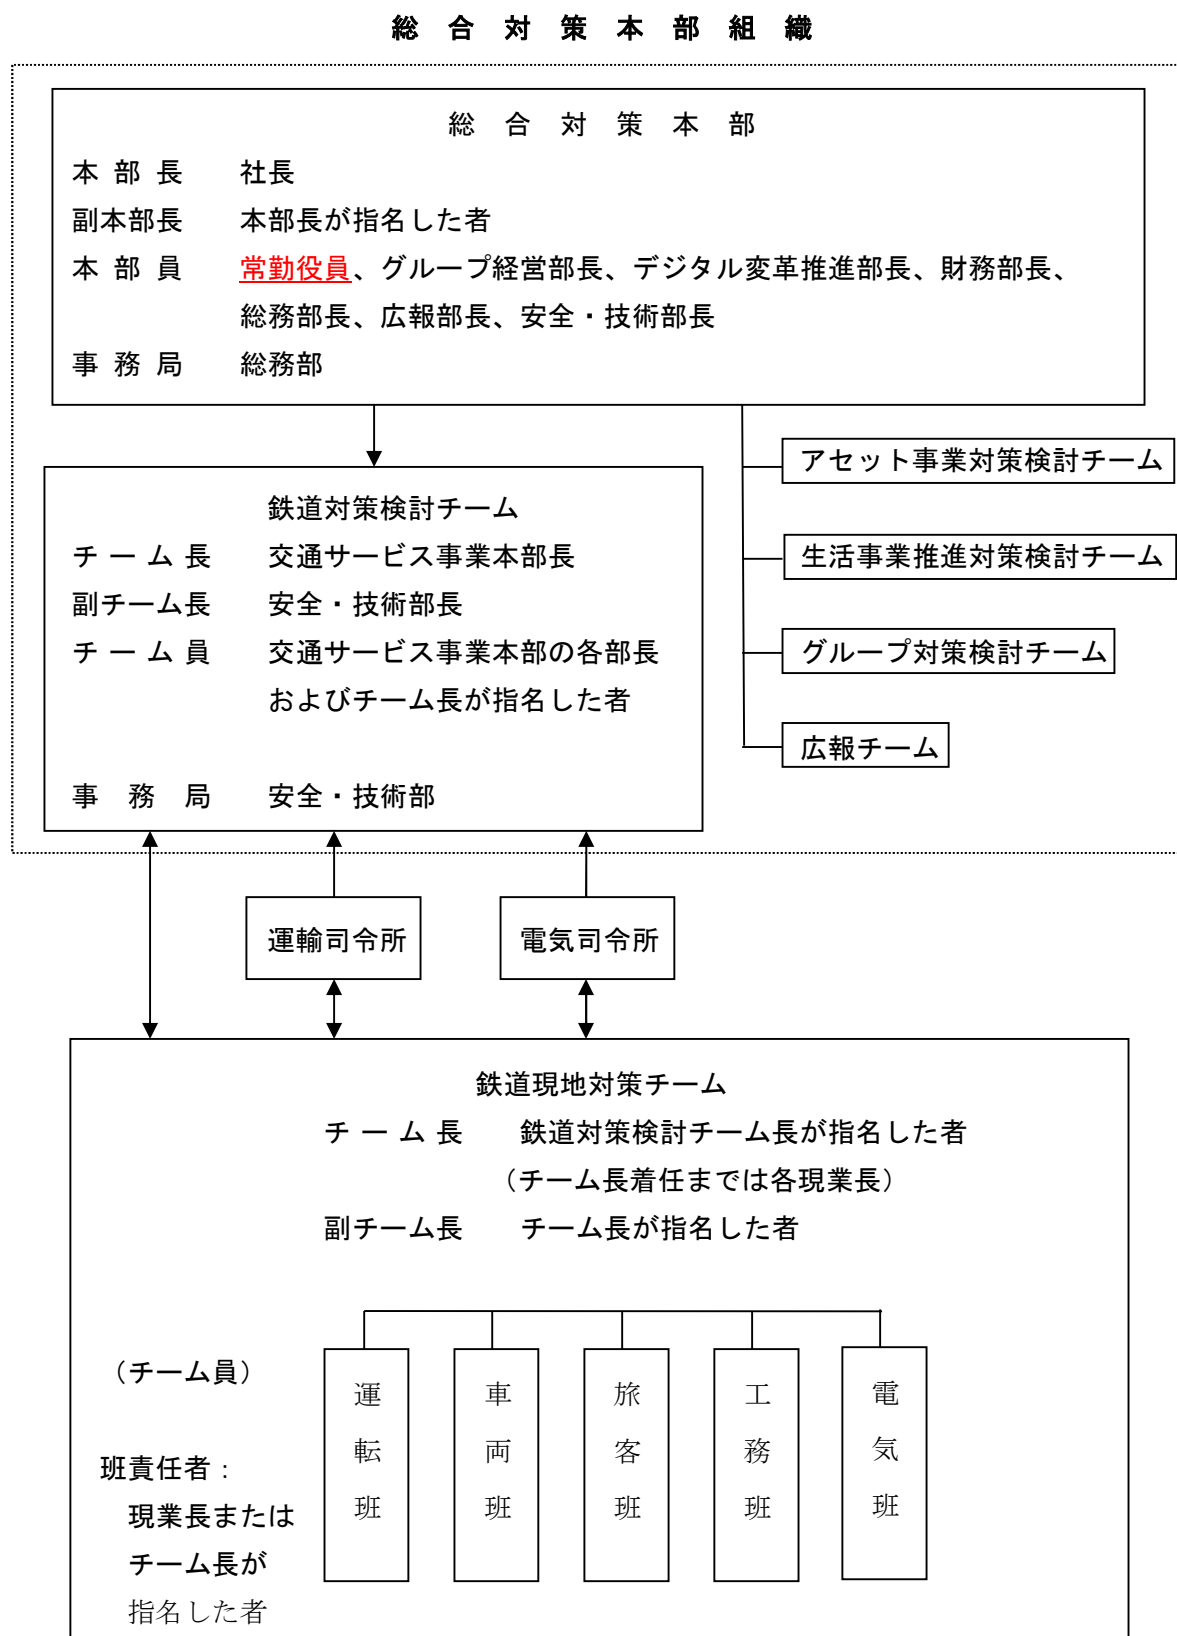 総合対策本部組織
総合対策本部
本部長 社長
副本部長 本部長が指名した者
本部員 常勤役員、グループ経営部長、デジタル変革推進部長、財務部長、
総務部長、広報部長、安全・技術部長
事務局 総務部
アセット事業対策検討チーム
生活事業推進対策検討チーム
グループ対策検討チーム
広報チーム
鉄道対策検討チーム
チーム長 交通サービス事業本部長
副チーム長 安全・技術部長
チーム員 交通サービス事業本部の各部長
およびチーム長が指名した者
事務局 安全・技術部
運輸司令所
電気司令所
鉄道現地対策チーム
チーム長 鉄道対策検討チーム長が指名した者
（チーム長着任までは各現業長）
副チーム長 チーム長が指名した者
（チーム員）
運転班
車両班
旅客班
工務班
電気班
班責任者：
現業長または
チーム長が
指名した者